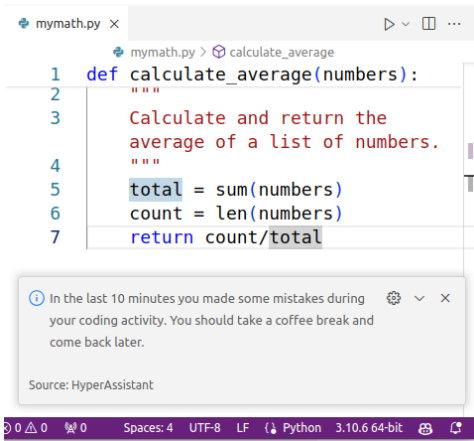 mymath.py ×
mymath.py > calculate_average
1 def calculate_average(numbers):
2 """
3 Calculate and return the
average of a list of numbers.
4 """
5 total = sum(numbers)
6 count = len(numbers)
7 return count/total
In the last 10 minutes you made some mistakes during
your coding activity. You should take a coffee break and
come back later.
Source: HyperAssistant
0 0 0 Spaces: 4 UTF-8 LF Python 3.10.6 64-bit